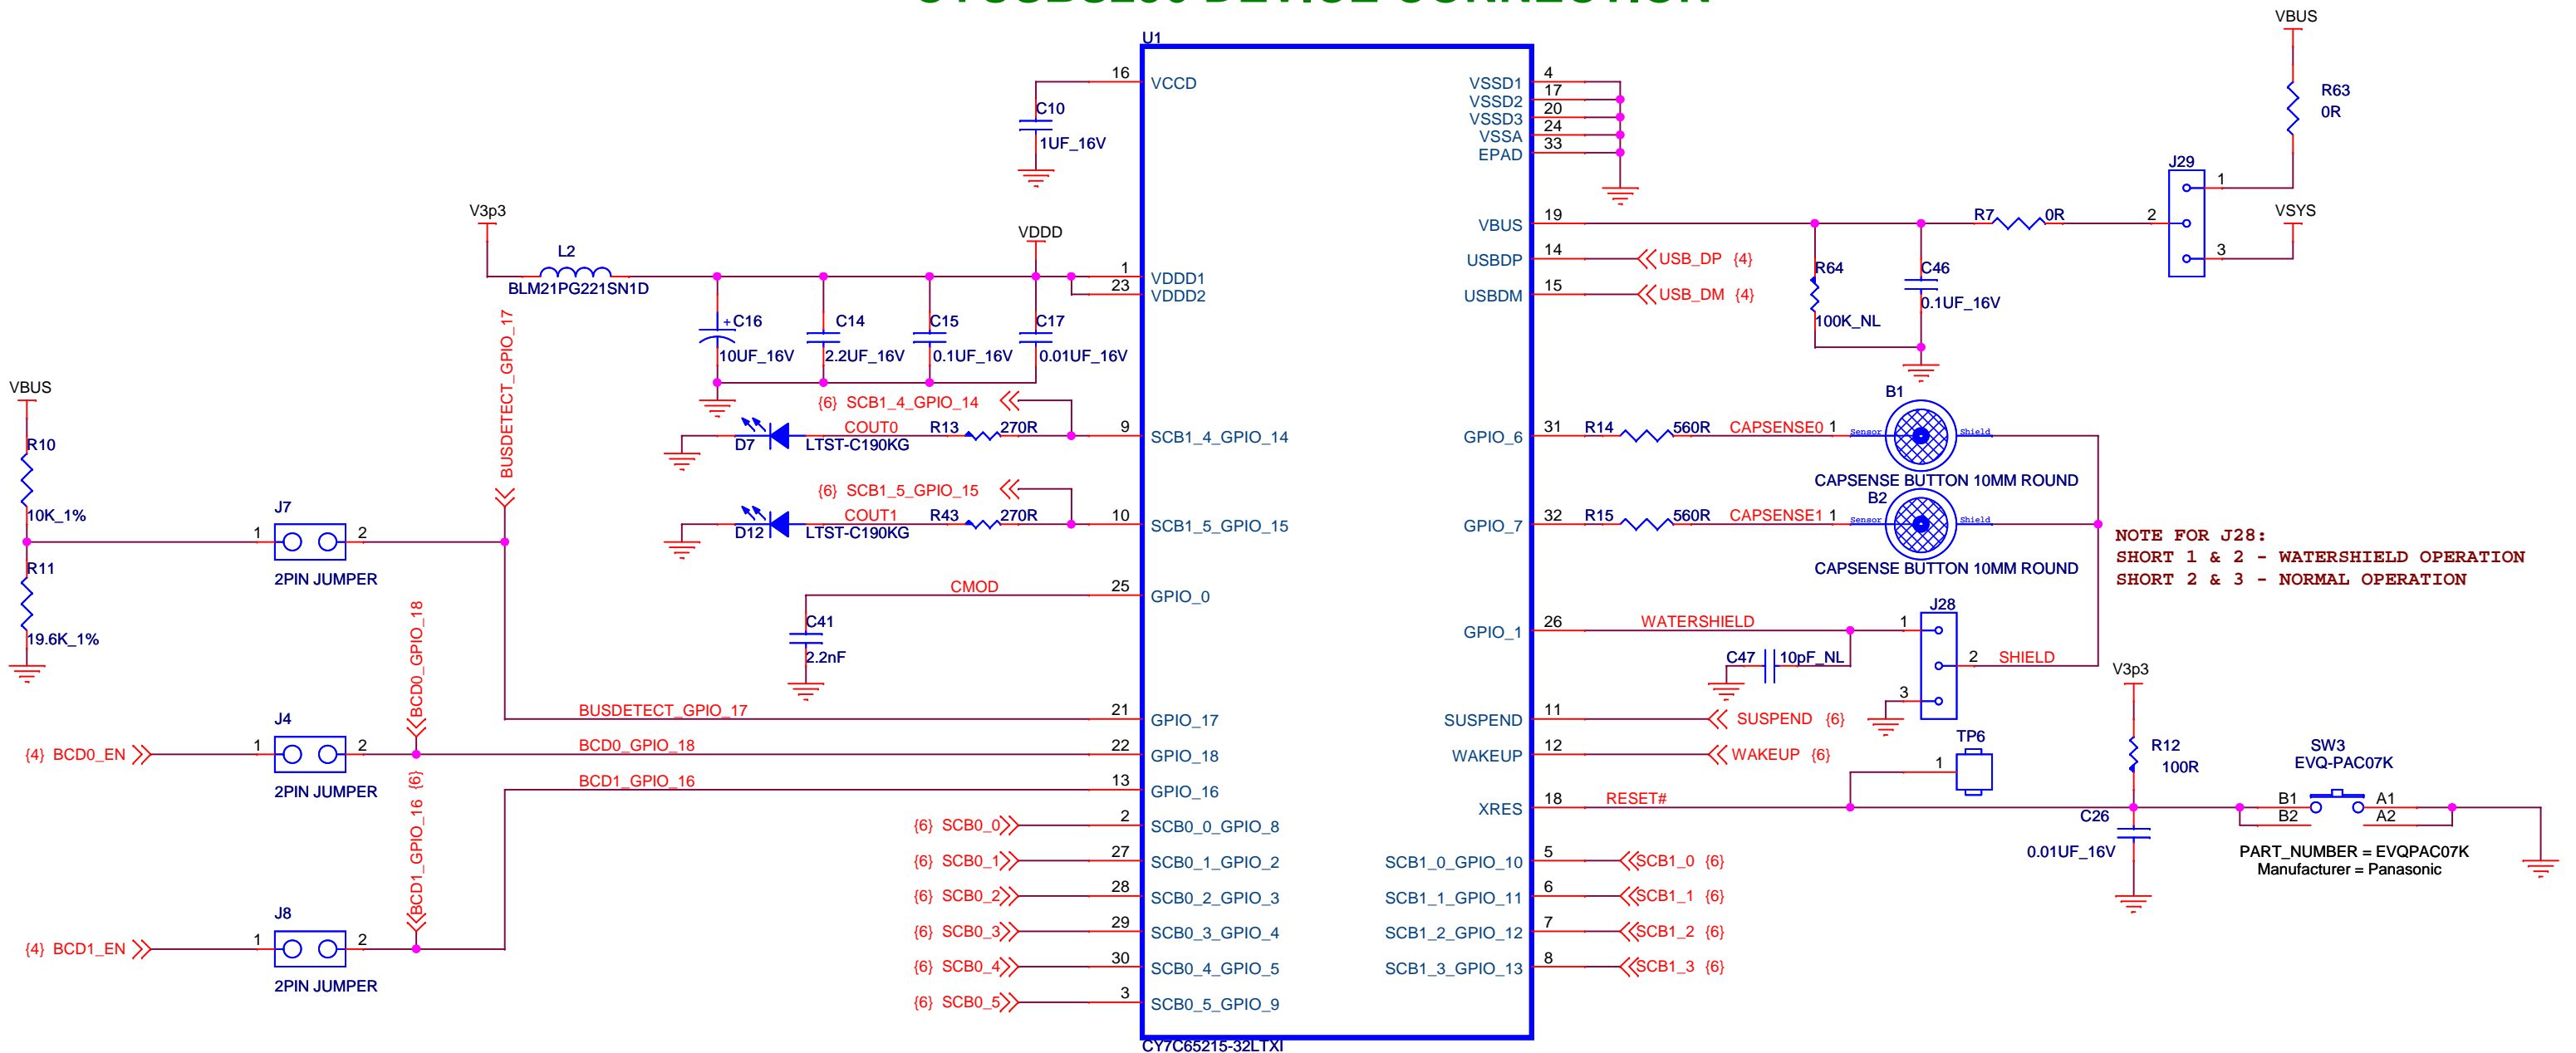 U1
CY7C65215-32LTXI
16 VCCD
C10
1UF_16V
V3p3
L2
BLM21PG221SN1D
VDDD
1 VDDD1
23 VDDD2
+ C16
10UF_16V
C14
2.2UF_16V
C15
0.1UF_16V
C17
0.01UF_16V
{6} SCB1_4_GPIO_14
D7
LTST-C190KG
COUT0
R13 270R
9 SCB1_4_GPIO_14
{6} SCB1_5_GPIO_15
D12
LTST-C190KG
COUT1
R43 270R
10 SCB1_5_GPIO_15
CMOD
25 GPIO_0
C41
2.2nF
VBUS
R10
10K_1%
R11
19.6K_1%
J7
1 2
2PIN JUMPER
BUSDETECT_GPIO_17
BUSDETECT_GPIO_17
21 GPIO_17
{4} BCD0_EN
J4
1 2
2PIN JUMPER
BCD0_GPIO_18
BCD0_GPIO_18
22 GPIO_18
BCD1_GPIO_16
13 GPIO_16
BCD1_GPIO_16 {6}
{4} BCD1_EN
J8
1 2
2PIN JUMPER
{6} SCB0_0 2 SCB0_0_GPIO_8
{6} SCB0_1 27 SCB0_1_GPIO_2
{6} SCB0_2 28 SCB0_2_GPIO_3
{6} SCB0_3 29 SCB0_3_GPIO_4
{6} SCB0_4 30 SCB0_4_GPIO_5
{6} SCB0_5 3 SCB0_5_GPIO_9
VSSD1 4
VSSD2 17
VSSD3 20
VSSA 24
EPAD 33
VBUS 19
USBDP 14 USB_DP {4}
USBDM 15 USB_DM {4}
R64
100K_NL
C46
0.1UF_16V
R7 0R
VBUS
R63
0R
J29
1
2
3
VSYS
GPIO_6 31 R14 560R CAPSENSE0 1
B1
Sensor Shield
CAPSENSE BUTTON 10MM ROUND
GPIO_7 32 R15 560R CAPSENSE1 1
B2
Sensor Shield
CAPSENSE BUTTON 10MM ROUND
NOTE FOR J28:
SHORT 1 & 2 - WATERSHIELD OPERATION
SHORT 2 & 3 - NORMAL OPERATION
GPIO_1 26 WATERSHIELD
C47 10pF_NL
J28
1
2 SHIELD
3
SUSPEND 11 SUSPEND {6}
WAKEUP 12 WAKEUP {6}
TP6
1
XRES 18 RESET#
V3p3
R12
100R
C26
0.01UF_16V
SW3
EVQ-PAC07K
B1 A1
B2 A2
PART_NUMBER = EVQPAC07K
Manufacturer = Panasonic
SCB1_0_GPIO_10 5 SCB1_0 {6}
SCB1_1_GPIO_11 6 SCB1_1 {6}
SCB1_2_GPIO_12 7 SCB1_2 {6}
SCB1_3_GPIO_13 8 SCB1_3 {6}